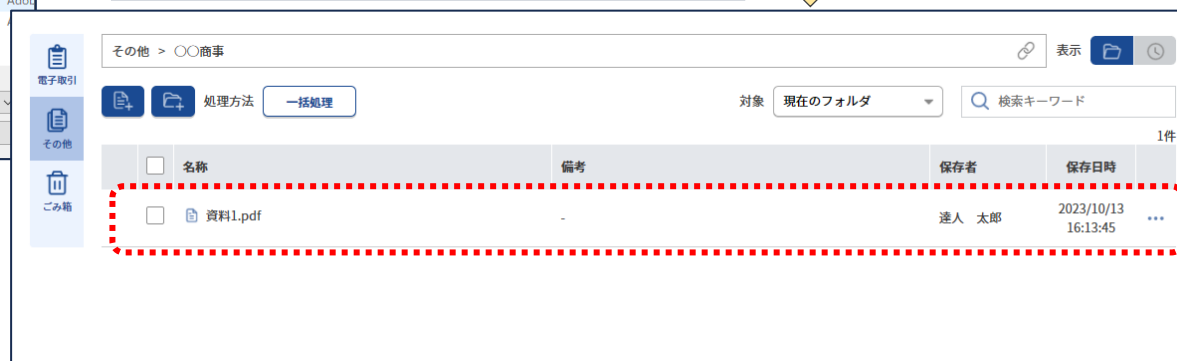 その他 > 〇〇商事
表示
電子取引
処理方法
一括処理
対象
現在のフォルダ
検索キーワード
1件
その他
名称
備考
保存者
保存日時
ごみ箱
資料1.pdf
-
達人 太郎
2023/10/13
16:13:45